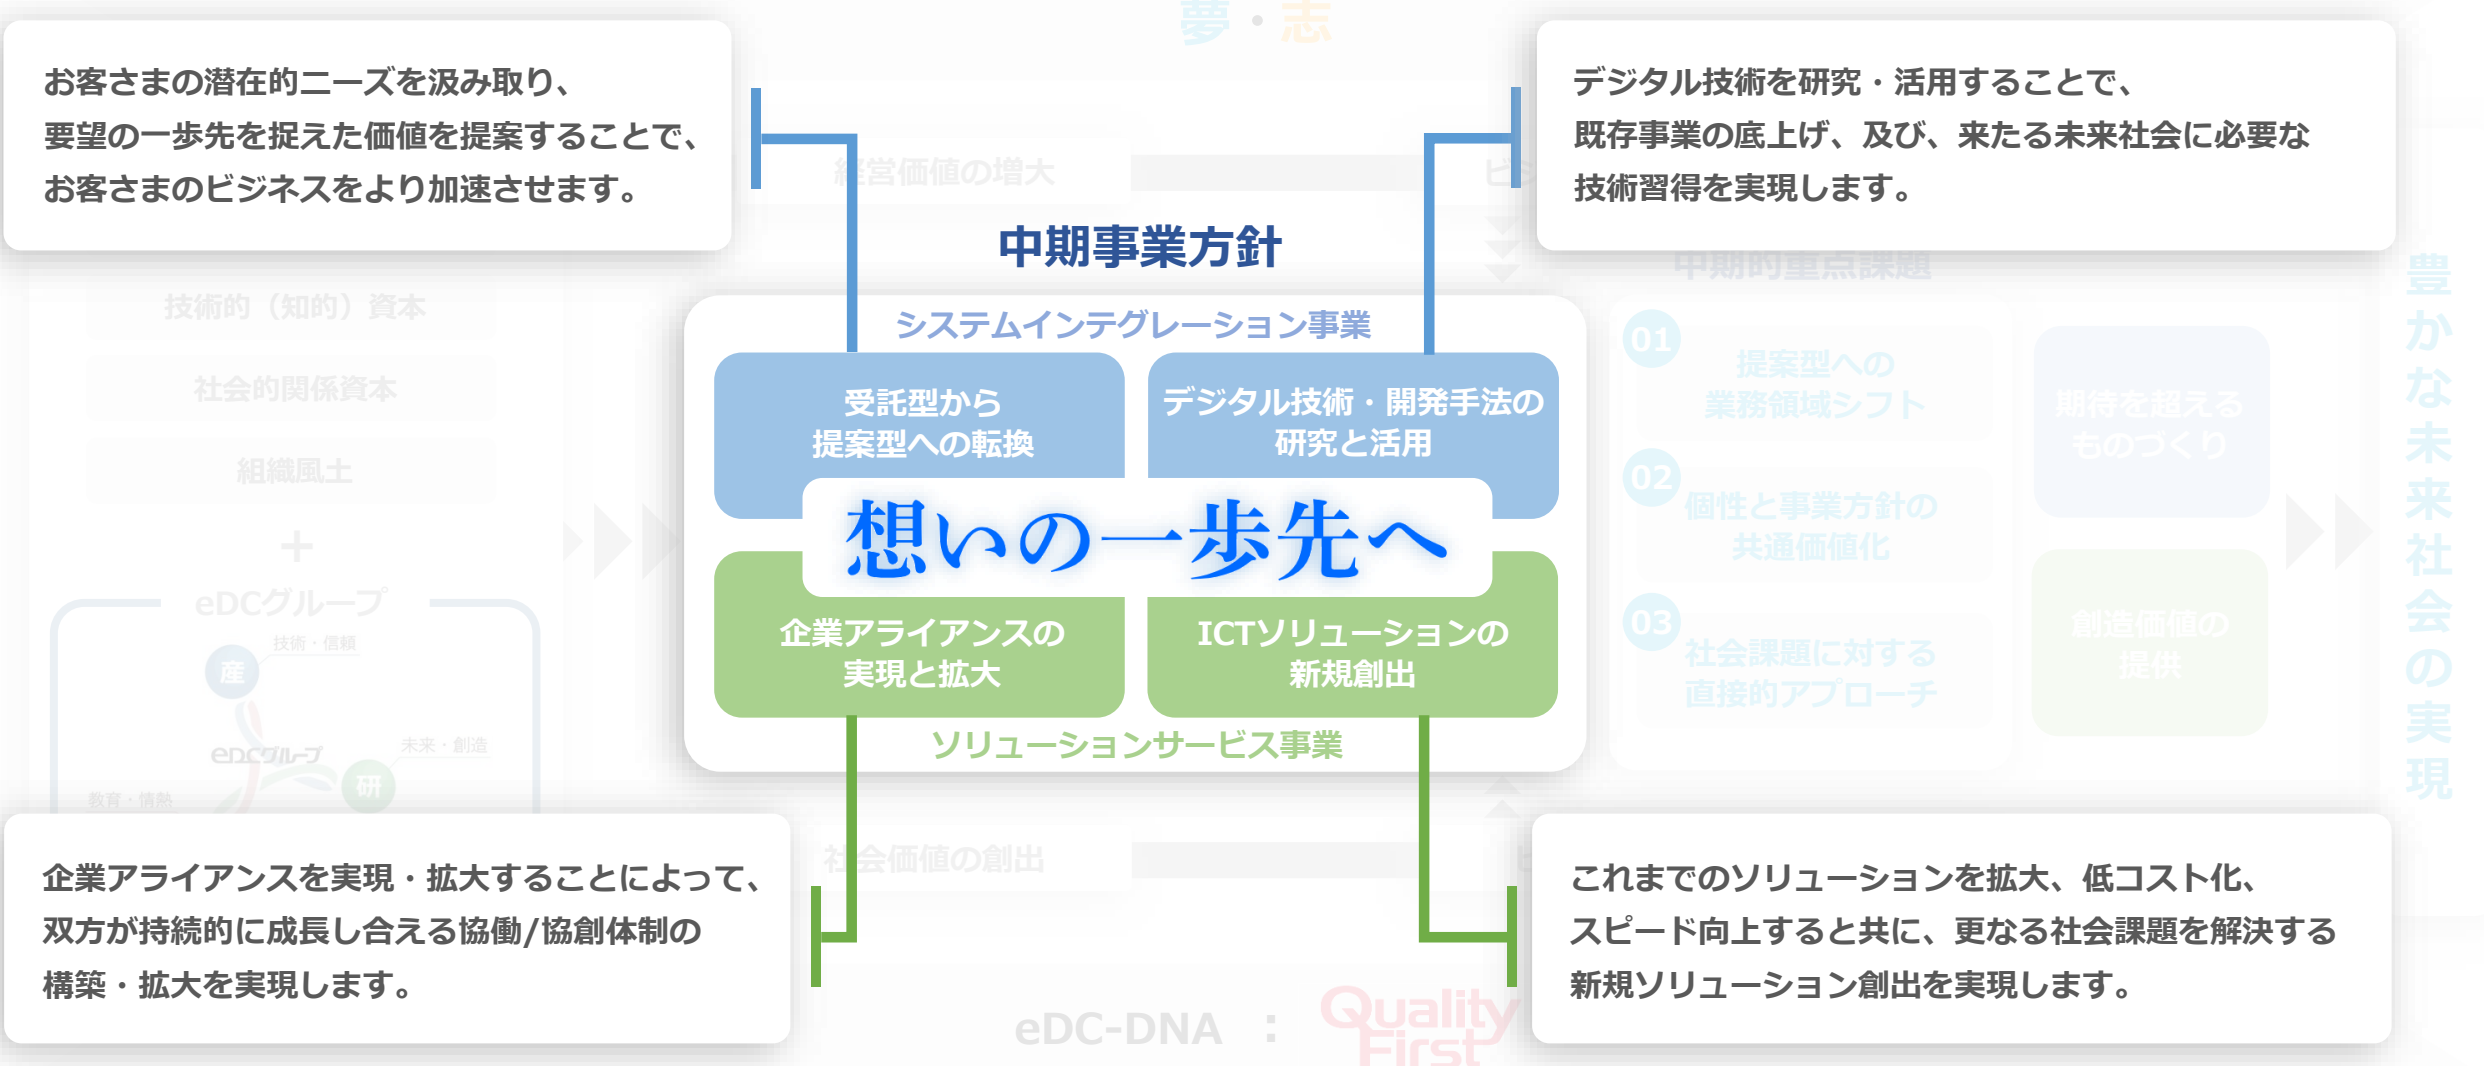 夢・志
お客さまの潜在的ニーズを汲み取り、
要望の一歩先を捉えた価値を提案することで、
お客さまのビジネスをより加速させます。
デジタル技術を研究・活用することで、
既存事業の底上げ、及び、来たる未来社会に必要な
技術習得を実現します。
経営価値の増大
中期事業方針
システムインテグレーション事業
受託型から
提案型への転換
デジタル技術・開発手法の
研究と活用
想いの一歩先へ
企業アライアンスの
実現と拡大
ICTソリューションの
新規創出
ソリューションサービス事業
技術的（知的）資本
社会的関係資本
組織風土
+
eDCグループ
技術・信頼
産
eDCグループ
未来・創造
研
教育・情熱
中期的重点課題
01
提案型への
業務領域シフト
02
個性と事業方針の
共通価値化
03
社会課題に対する
直接的アプローチ
期待を超える
ものづくり
創造価値の
提供
豊かな未来社会の実現
社会価値の創出
企業アライアンスを実現・拡大することによって、
双方が持続的に成長し合える協働/協創体制の
構築・拡大を実現します。
これまでのソリューションを拡大、低コスト化、
スピード向上すると共に、更なる社会課題を解決する
新規ソリューション創出を実現します。
eDC-DNA ：
Quality
First